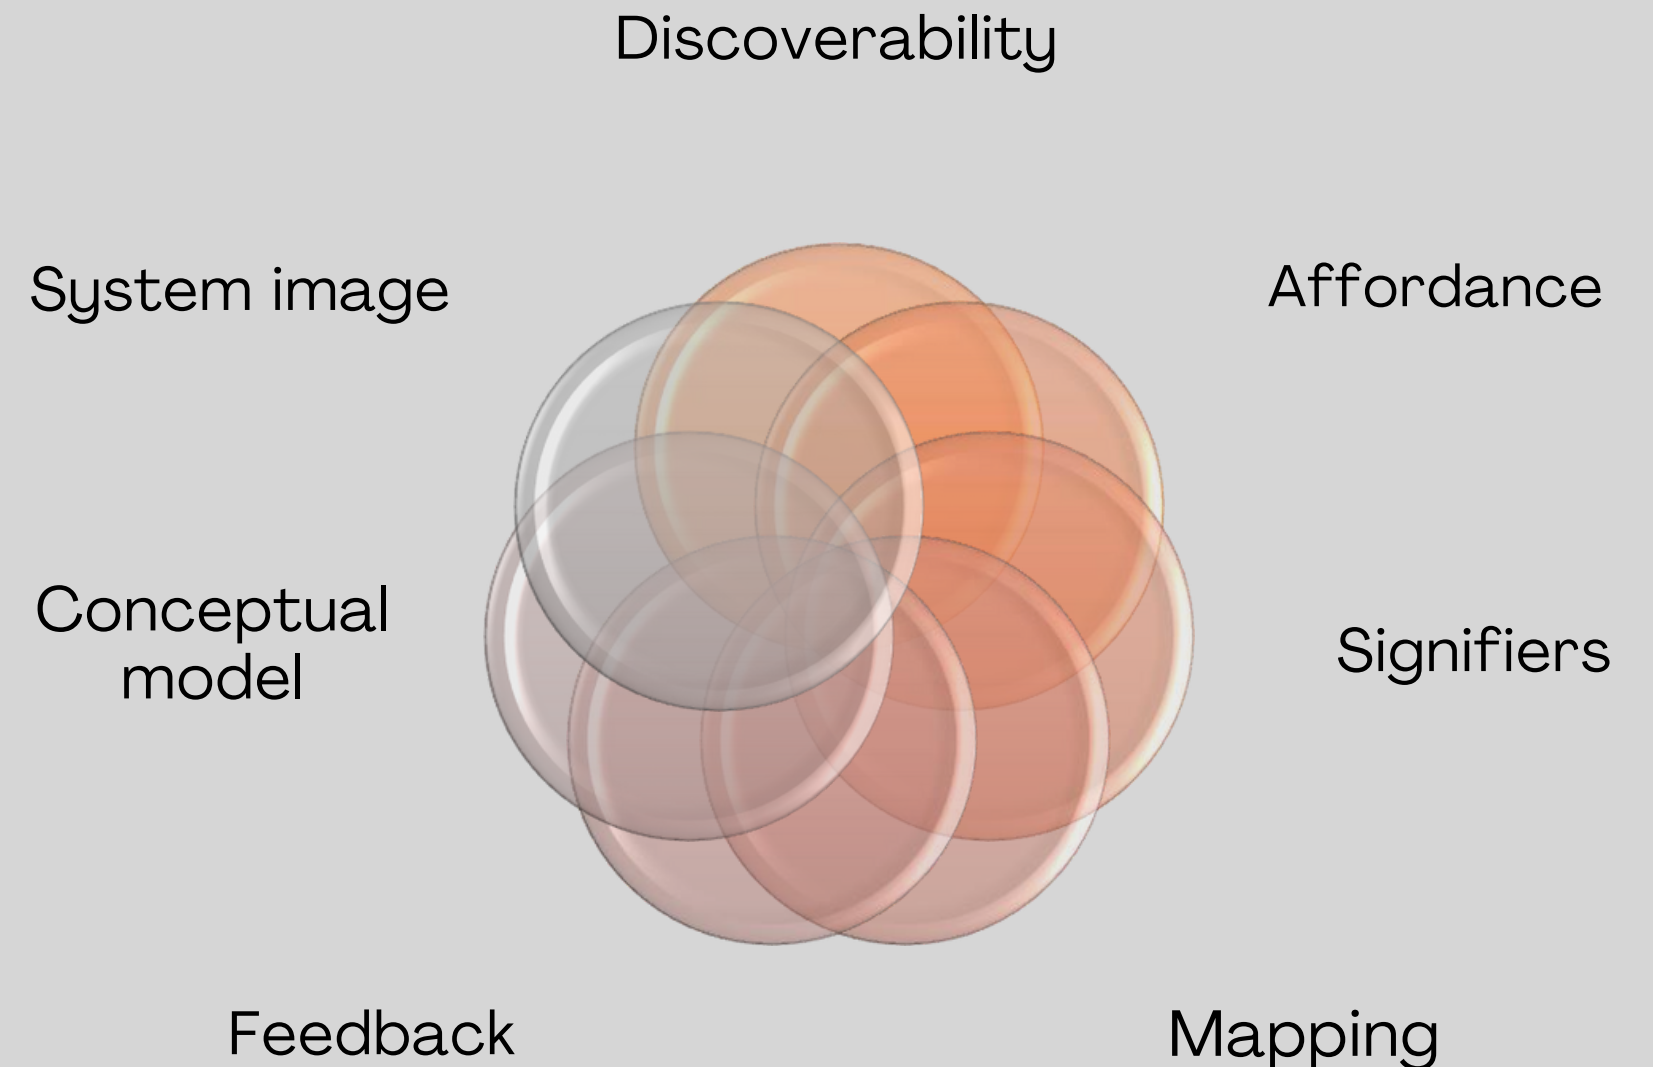 Discoverability
System image
Affordance
Conceptual
model
Signifiers
Feedback
Mapping